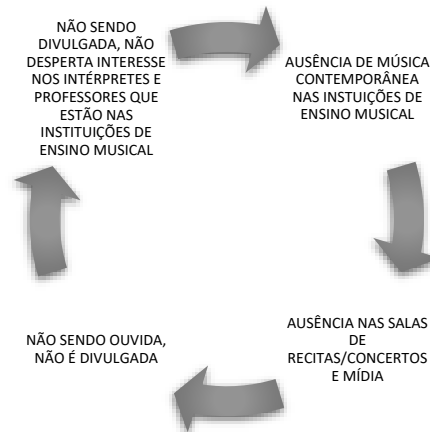 NÃO SENDO
DIVULGADA, NÃO
DESPERTA INTERESSE
NOS INTÉRPRETES E
PROFESSORES QUE
ESTÃO NAS
INSTITUIÇÕES DE
ENSINO MUSICAL
AUSÊNCIA DE MÚSICA
CONTEMPORÂNEA
NAS INSTUIÇÕES DE
ENSINO MUSICAL
AUSÊNCIA NAS SALAS
DE
RECITAS/CONCERTOS
E MÍDIA
NÃO SENDO OUVIDA,
NÃO É DIVULGADA